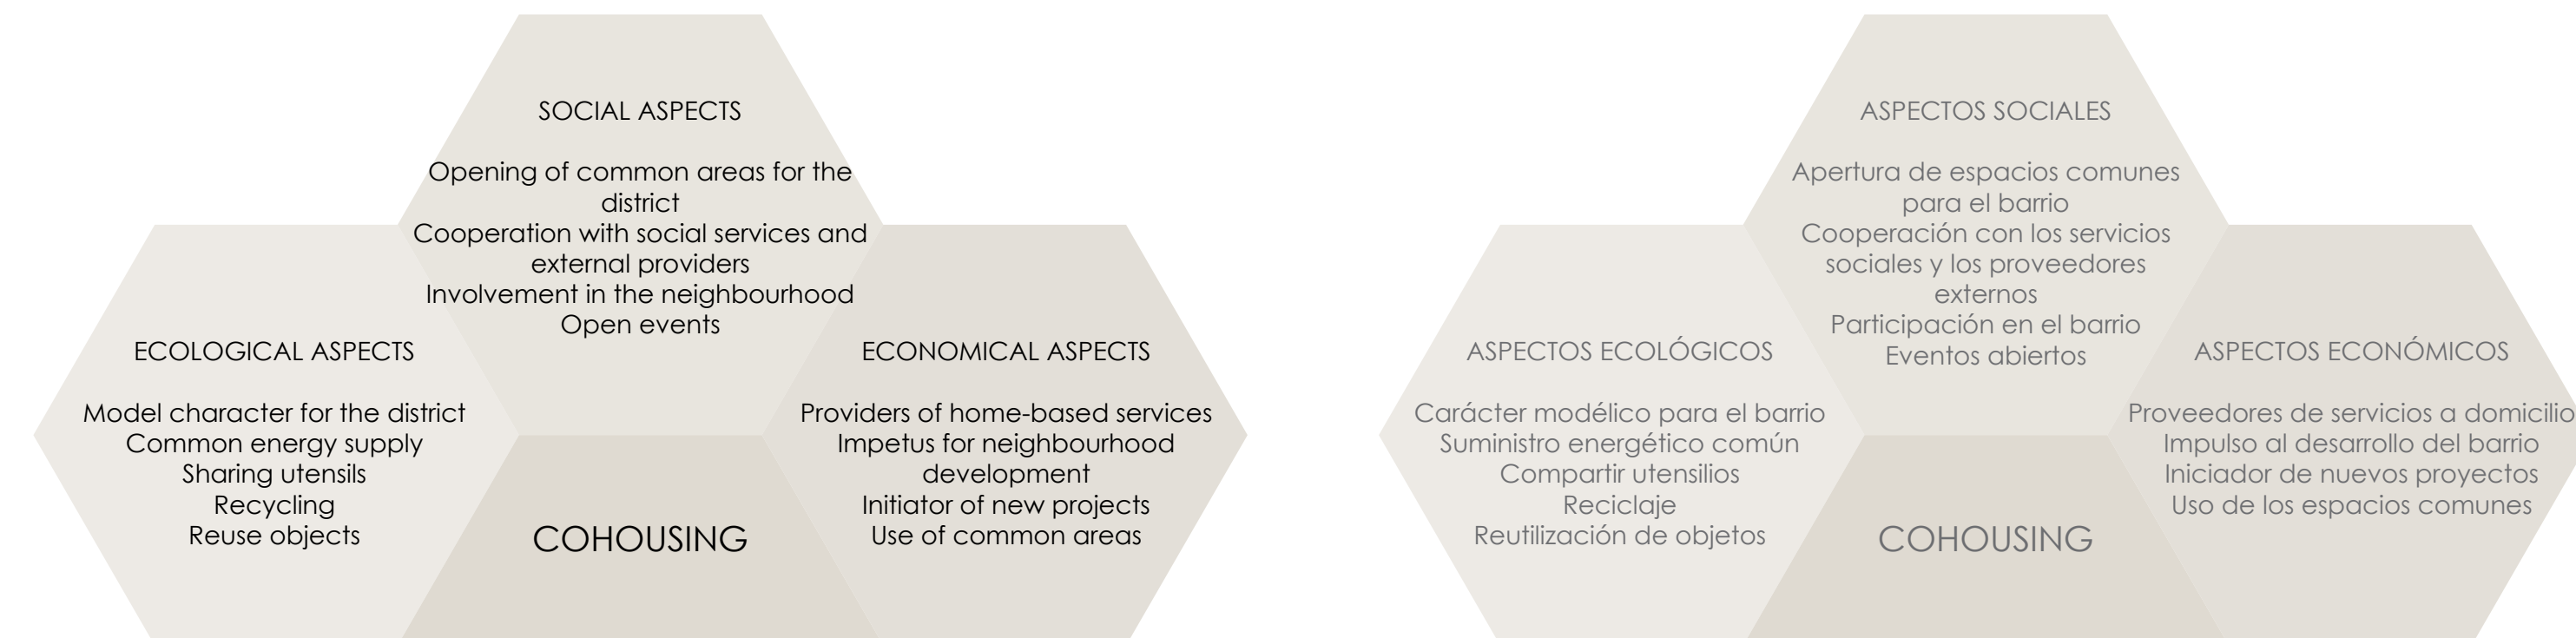 SOCIAL ASPECTS
Opening of common areas for the
district
Cooperation with social services and
external providers
Involvement in the neighbourhood
Open events
ECOLOGICAL ASPECTS
Model character for the district
Common energy supply
Sharing utensils
Recycling
Reuse objects
ECONOMICAL ASPECTS
Providers of home-based services
Impetus for neighbourhood
development
Initiator of new projects
Use of common areas
COHOUSING
ASPECTOS SOCIALES
Apertura de espacios comunes
para el barrio
Cooperación con los servicios
sociales y los proveedores
externos
Participación en el barrio
Eventos abiertos
ASPECTOS ECOLÓGICOS
Carácter modélico para el barrio
Suministro energético común
Compartir utensilios
Reciclaje
Reutilización de objetos
ASPECTOS ECONÓMICOS
Proveedores de servicios a domicilio
Impulso al desarrollo del barrio
Iniciador de nuevos proyectos
Uso de los espacios comunes
COHOUSING